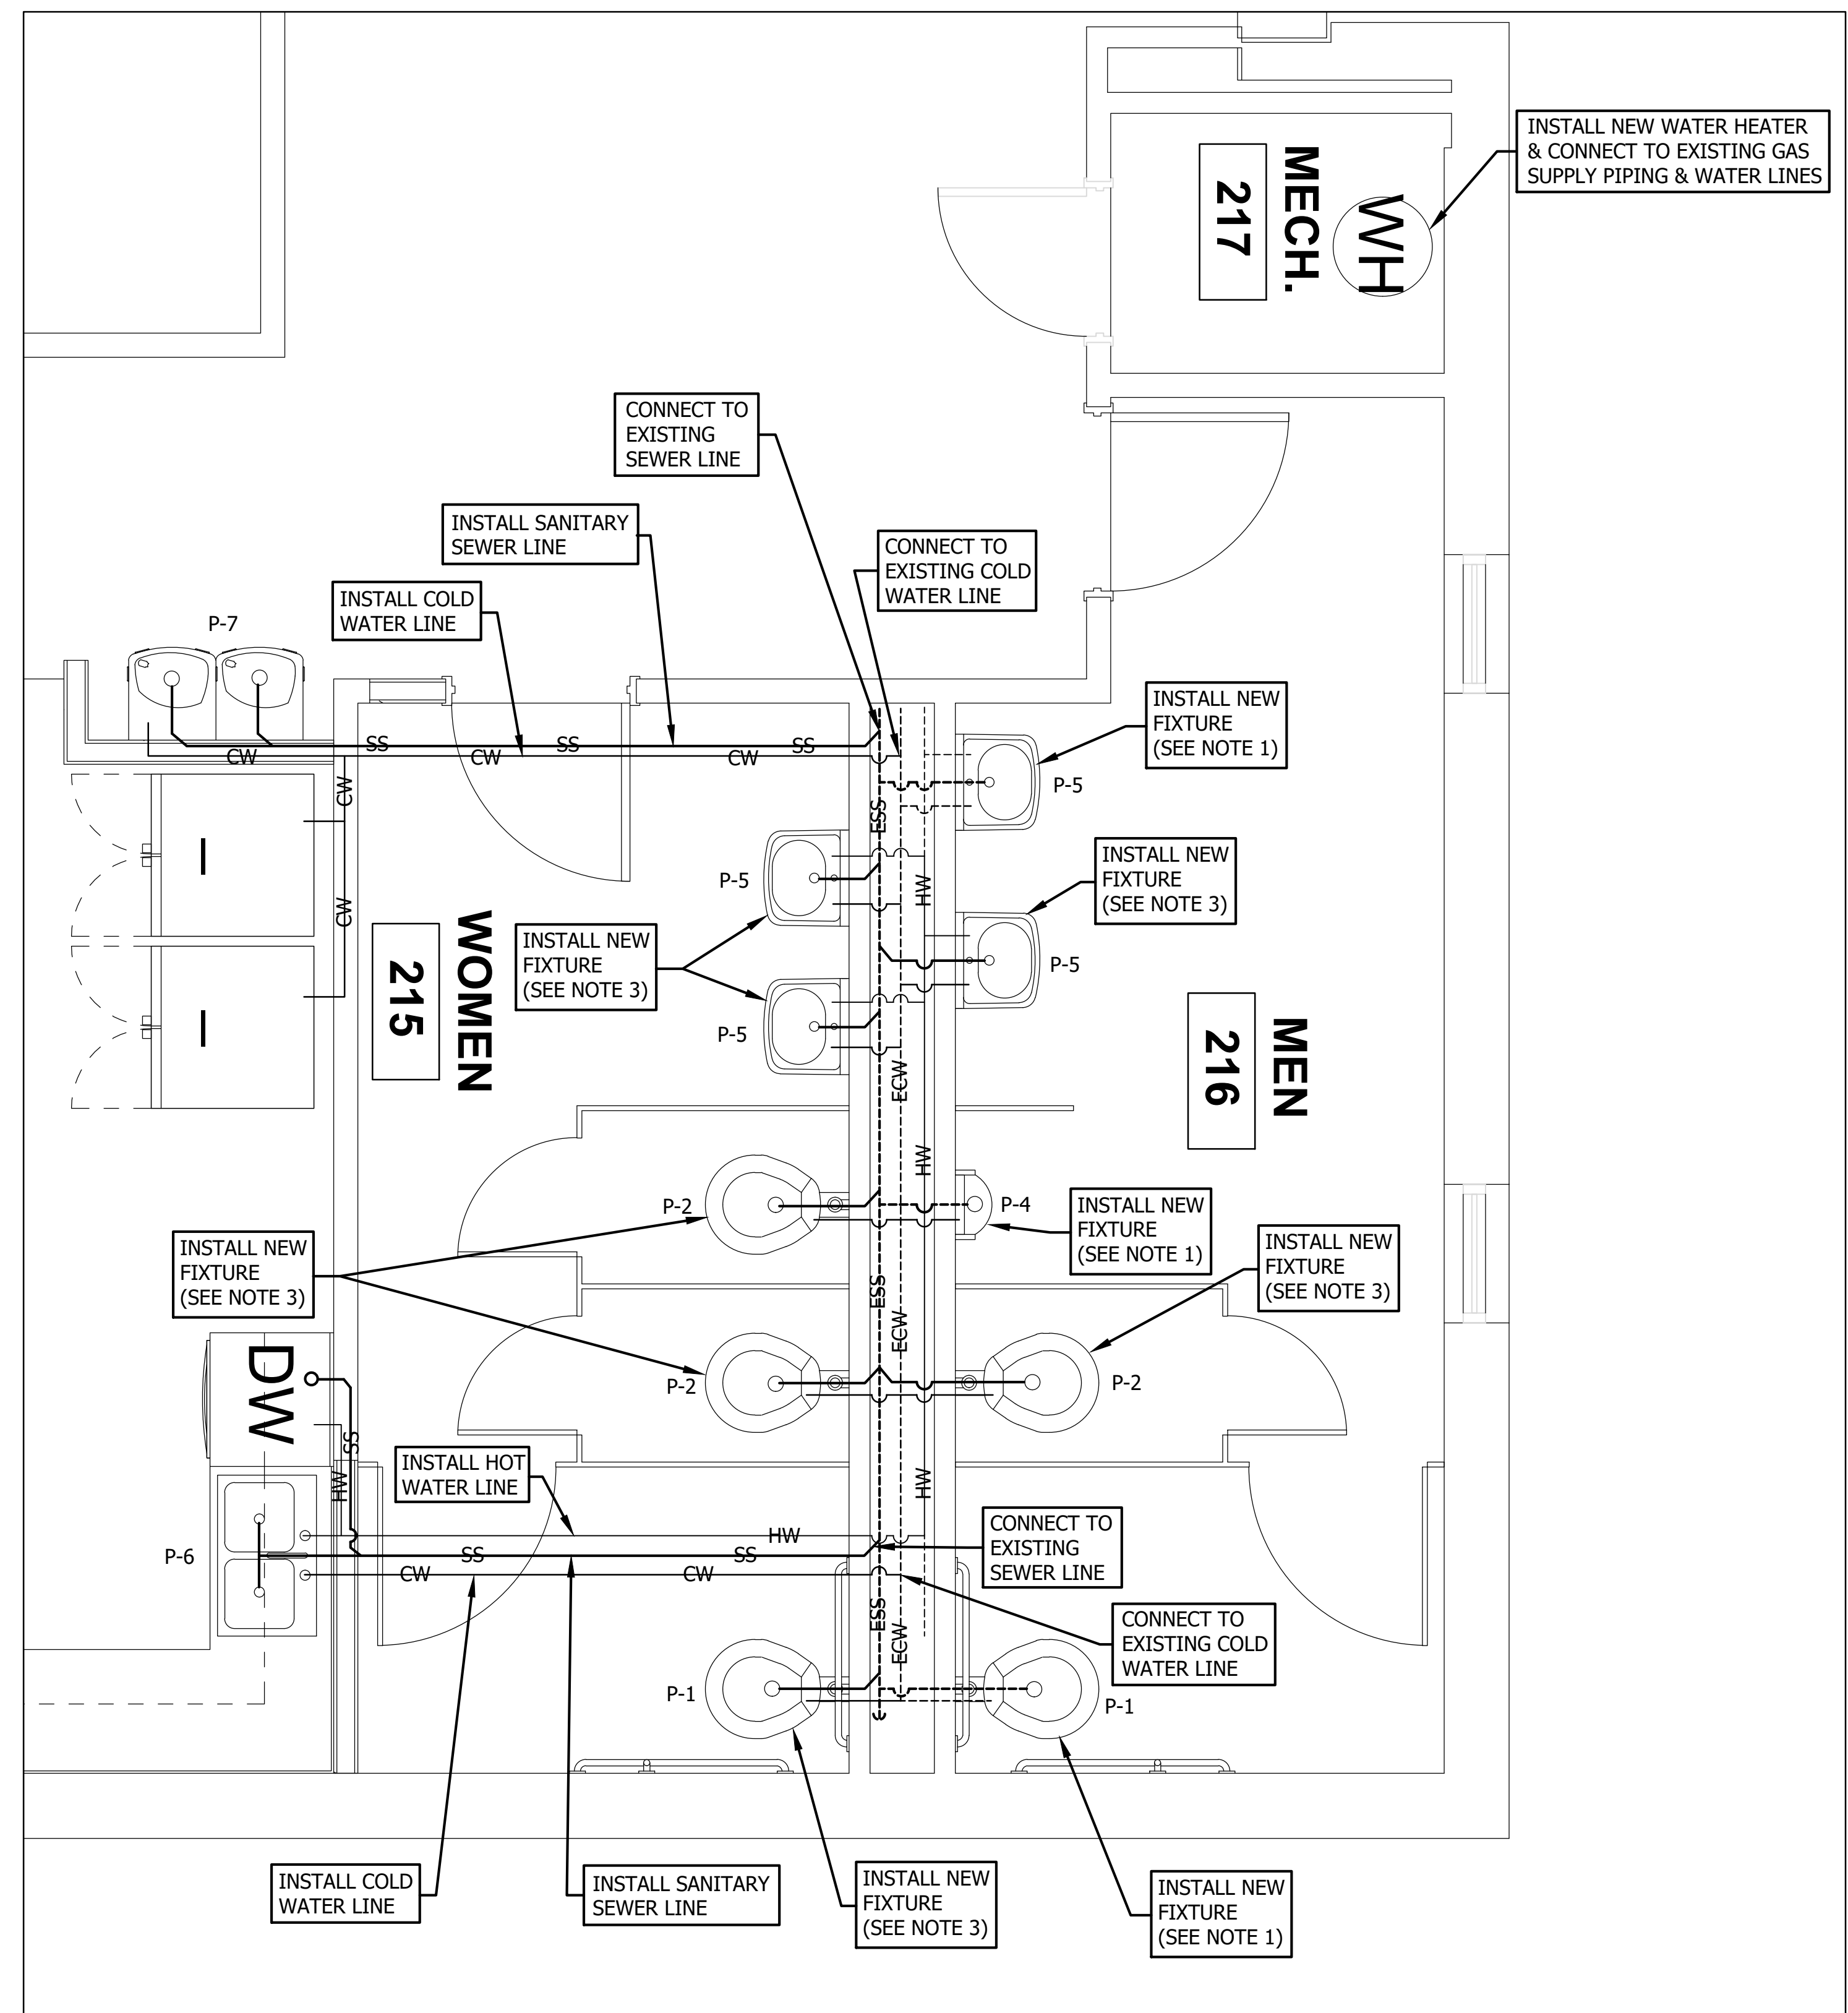 INSTALL NEW WATER HEATER
& CONNECT TO EXISTING GAS
SUPPLY PIPING & WATER LINES
MECH.
217
WH
CONNECT TO
EXISTING
SEWER LINE
INSTALL SANITARY
SEWER LINE
CONNECT TO
EXISTING COLD
WATER LINE
INSTALL COLD
WATER LINE
P-7
INSTALL NEW
FIXTURE
(SEE NOTE 1)
CW
SS
CW
SS
CW
SS
CW
CW
P-5
ESS
INSTALL NEW
FIXTURE
(SEE NOTE 3)
P-5
HW
INSTALL NEW
FIXTURE
(SEE NOTE 3)
P-5
WOMEN
215
P-5
MEN
216
ECW
HW
P-2
P-4
INSTALL NEW
FIXTURE
(SEE NOTE 1)
INSTALL NEW
FIXTURE
(SEE NOTE 3)
INSTALL NEW
FIXTURE
(SEE NOTE 3)
ESS
ECW
DW
P-2
P-2
SS
HW
INSTALL HOT
WATER LINE
HW
HW
CONNECT TO
EXISTING
SEWER LINE
P-6
SS
SS
CW
CW
ESS
ECW
CONNECT TO
EXISTING COLD
WATER LINE
P-1
P-1
INSTALL COLD
WATER LINE
INSTALL SANITARY
SEWER LINE
INSTALL NEW
FIXTURE
(SEE NOTE 3)
INSTALL NEW
FIXTURE
(SEE NOTE 1)